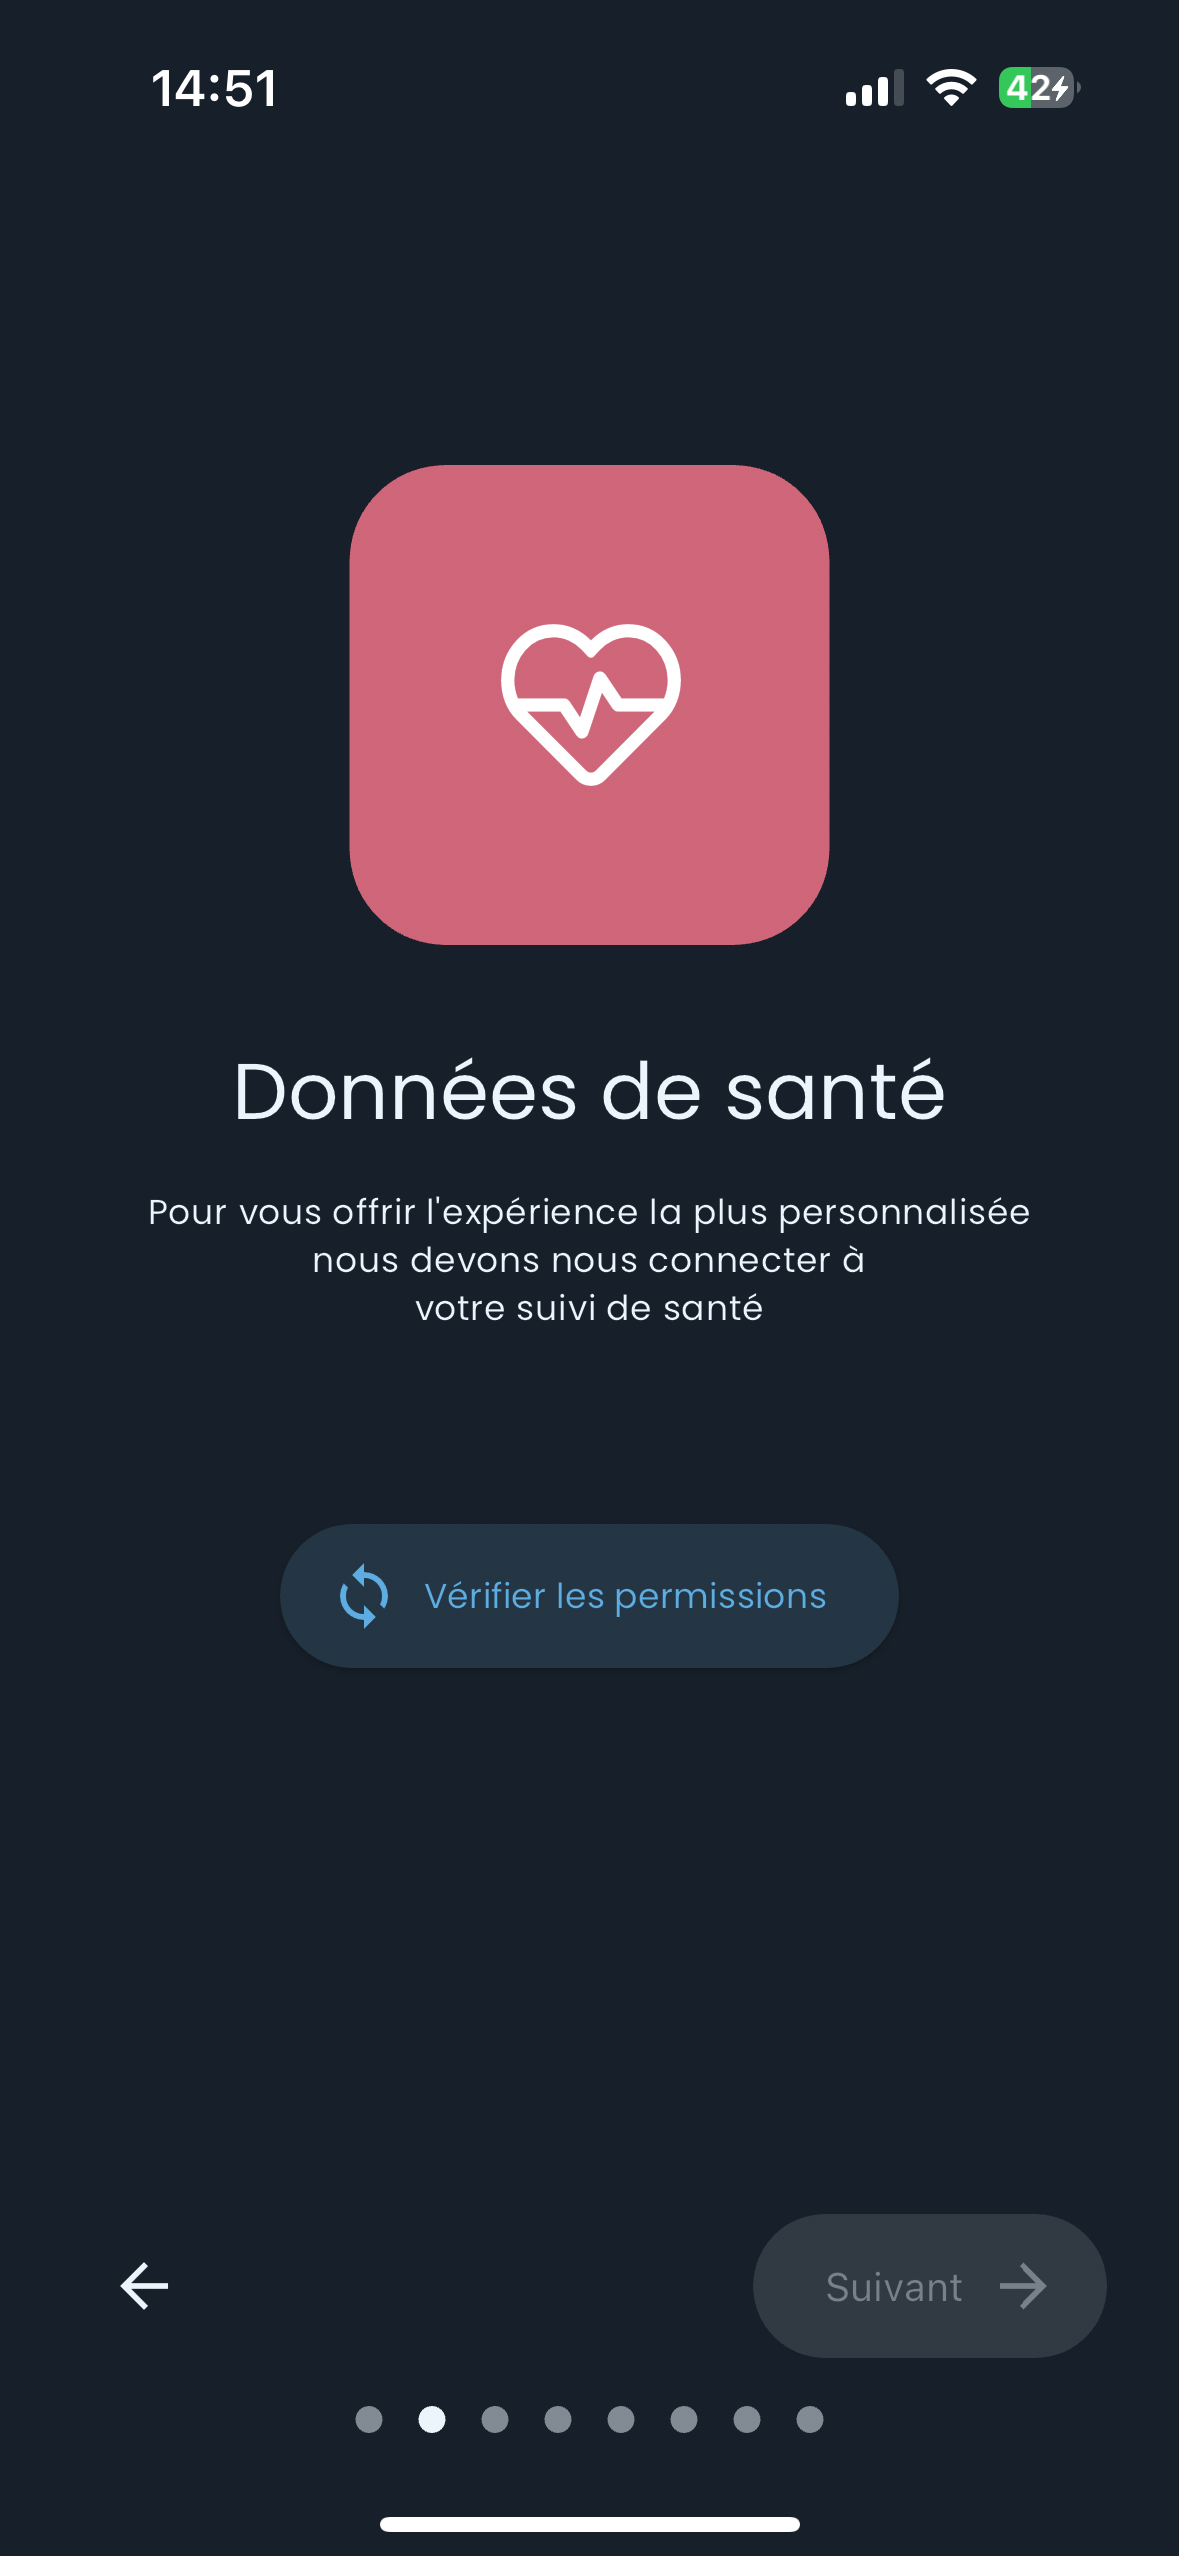 14:51
42
Données de santé
Pour vous offrir l'expérience la plus personnalisée
nous devons nous connecter à
votre suivi de santé
Vérifier les permissions
Suivant